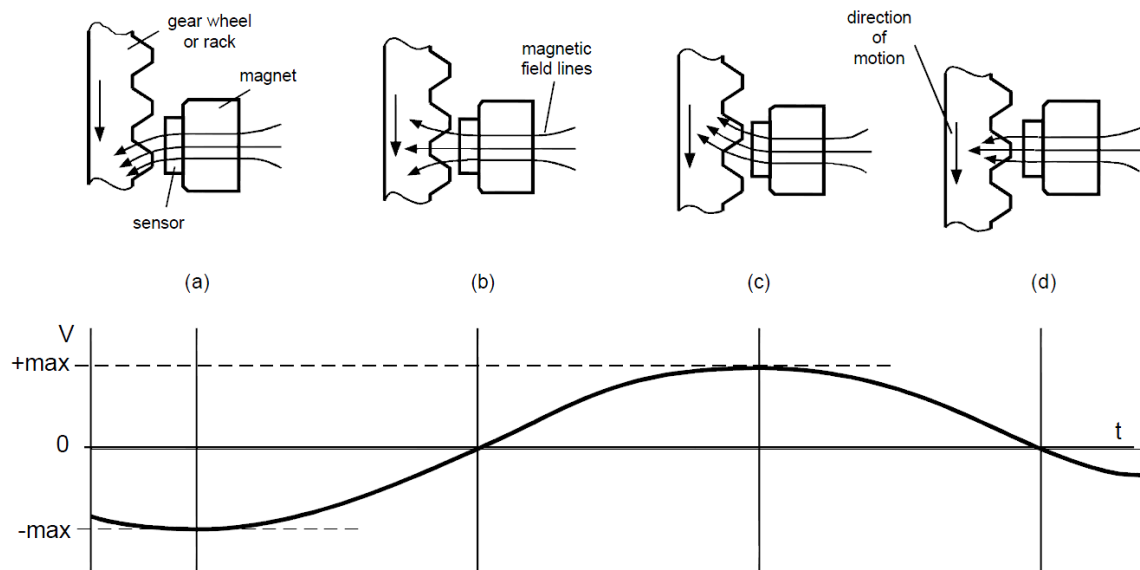 gear wheel
or rack
magnet
sensor
magnetic
field lines
direction
of
motion
(a)
(b)
(c)
(d)
V
+max
0
t
-max